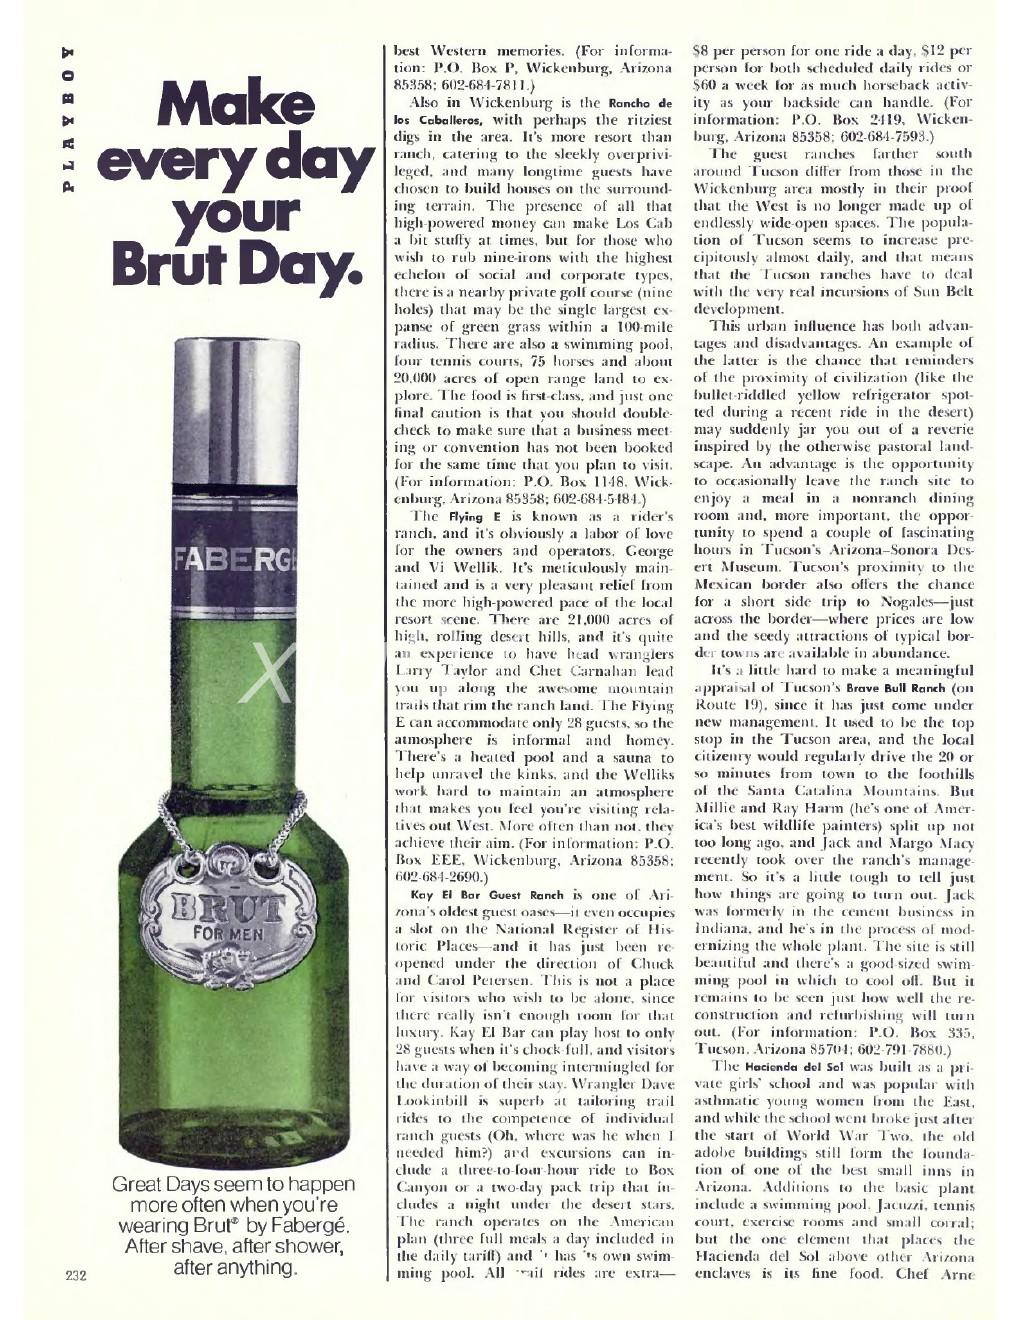 PLAYBOY
Make
every day
your
Brut Day.
FABERGÉ
BRUT
FOR MEN
Great Days seem to happen
more often when you're
wearing Brut® by Fabergé.
After shave, after shower,
after anything.
232
best Western memories. (For informa-
tion: P.O. Box P, Wickenburg, Arizona
85358; 602-684-7811.)
Also in Wickenburg is the Rancho de
los Caballeros, with perhaps the ritziest
digs in the area. It's more resort than
ranch, catering to the sleekly overprivi-
leged, and many longtime guests have
chosen to build houses on the surround-
ing terrain. The presence of all that
high-powered money can make Los Cab
a bit stuffy at times, but for those who
wish to rub nine-irons with the highest
echelon of social and corporate types,
there is a nearby private golf course (nine
holes) that may be the single largest ex-
panse of green grass within a 100-mile
radius. There are also a swimming pool,
four tennis courts, 75 horses and about
20,000 acres of open range land to ex-
plore. The food is first-class, and just one
final caution is that you should double-
check to make sure that a business meet-
ing or convention has not been booked
for the same time that you plan to visit.
(For information: P.O. Box 1148, Wick-
enburg, Arizona 85358; 602-684-5484.)
The Flying E is known as a rider's
ranch, and it's obviously a labor of love
for the owners and operators, George
and Vi Wellik. It's meticulously main-
tained and is a very pleasant relief from
the more high-powered pace of the local
resort scene. There are 21,000 acres of
high, rolling desert hills, and it's quite
an experience to have head wranglers
Larry Taylor and Chet Carnahan lead
you up along the awesome mountain
trails that rim the ranch land. The Flying
E can accommodate only 28 guests, so the
atmosphere is informal and homey.
There's a heated pool and a sauna to
help unravel the kinks, and the Welliks
work hard to maintain an atmosphere
that makes you feel you're visiting rela-
tives out West. More often than not, they
achieve their aim. (For information: P.O.
Box EEE, Wickenburg, Arizona 85358;
602-684-2690.)
Kay El Bar Guest Ranch is one of Ari-
zona's oldest guest oases—it even occupies
a slot on the National Register of His-
toric Places—and it has just been re-
opened under the direction of Chuck
and Carol Petersen. This is not a place
for visitors who wish to be alone, since
there really isn't enough room for that
luxury. Kay El Bar can play host to only
28 guests when it's chock-full, and visitors
have a way of becoming intermingled for
the duration of their stay. Wrangler Dave
Lookinbill is superb at tailoring trail
rides to the competence of individual
ranch guests (Oh, where was he when I
needed him?) and excursions can in-
clude a three-to-four-hour ride to Box
Canyon or a two-day pack trip that in-
cludes a night under the desert stars.
The ranch operates on the American
plan (three full meals a day included in
the daily tariff) and has its own swim-
ming pool. All trail rides are extra—
$8 per person for one ride a day, $12 per
person for both scheduled daily rides or
$60 a week for as much horseback activ-
ity as your backside can handle. (For
information: P.O. Box 2419, Wicken-
burg, Arizona 85358; 602-684-7593.)
The guest ranches farther south
around Tucson differ from those in the
Wickenburg area mostly in their proof
that the West is no longer made up of
endlessly wide-open spaces. The popula-
tion of Tucson seems to increase pre-
cipitously almost daily, and that means
that the Tucson ranches have to deal
with the very real incursions of Sun Belt
development.
This urban influence has both advan-
tages and disadvantages. An example of
the latter is the chance that reminders
of the proximity of civilization (like the
bullet-riddled yellow refrigerator spot-
ted during a recent ride in the desert)
may suddenly jar you out of a reverie
inspired by the otherwise pastoral land-
scape. An advantage is the opportunity
to occasionally leave the ranch site to
enjoy a meal in a nonranch dining
room and, more important, the oppor-
tunity to spend a couple of fascinating
hours in Tucson's Arizona–Sonora Des-
ert Museum. Tucson's proximity to the
Mexican border also offers the chance
for a short side trip to Nogales—just
across the border—where prices are low
and the seedy attractions of typical bor-
der towns are available in abundance.
It's a little hard to make a meaningful
appraisal of Tucson's Brave Bull Ranch (on
Route 19), since it has just come under
new management. It used to be the top
stop in the Tucson area, and the local
citizenry would regularly drive the 20 or
so minutes from town to the foothills
of the Santa Catalina Mountains. But
Millie and Ray Harm (he's one of Amer-
ica's best wildlife painters) split up not
too long ago, and Jack and Margo Macy
recently took over the ranch's manage-
ment. So it's a little tough to tell just
how things are going to turn out. Jack
was formerly in the cement business in
Indiana, and he's in the process of mod-
ernizing the whole plant. The site is still
beautiful and there's a good-sized swim-
ming pool in which to cool off. But it
remains to be seen just how well the re-
construction and refurbishing will turn
out. (For information: P.O. Box 335,
Tucson, Arizona 85704; 602-791-7880.)
The Hacienda del Sol was built as a pri-
vate girls' school and was popular with
asthmatic young women from the East,
and while the school went broke just after
the start of World War Two, the old
adobe buildings still form the founda-
tion of one of the best small inns in
Arizona. Additions to the basic plant
include a swimming pool, Jacuzzi, tennis
court, exercise rooms and small corral;
but the one element that places the
Hacienda del Sol above other Arizona
enclaves is its fine food. Chef Arne